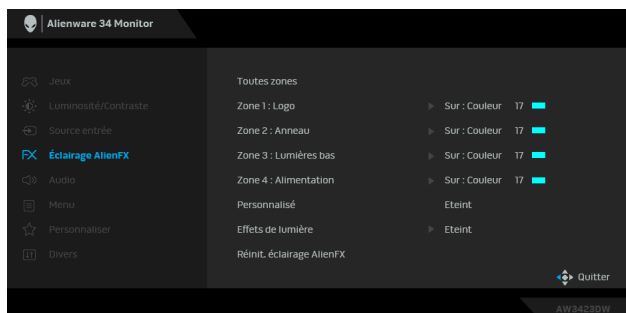 Alienware 34 Monitor
Jeux
Luminosité/Contraste
Source entrée
FX Éclairage AlienFX
Audio
Menu
Personnaliser
Divers
Toutes zones
Zone 1 : Logo Sur : Couleur 17
Zone 2 : Anneau Sur : Couleur 17
Zone 3 : Lumières bas Sur : Couleur 17
Zone 4 : Alimentation Sur : Couleur 17
Personnalisé Eteint
Effets de lumière Eteint
Réinit. éclairage AlienFX
Quitter
AW3423DW